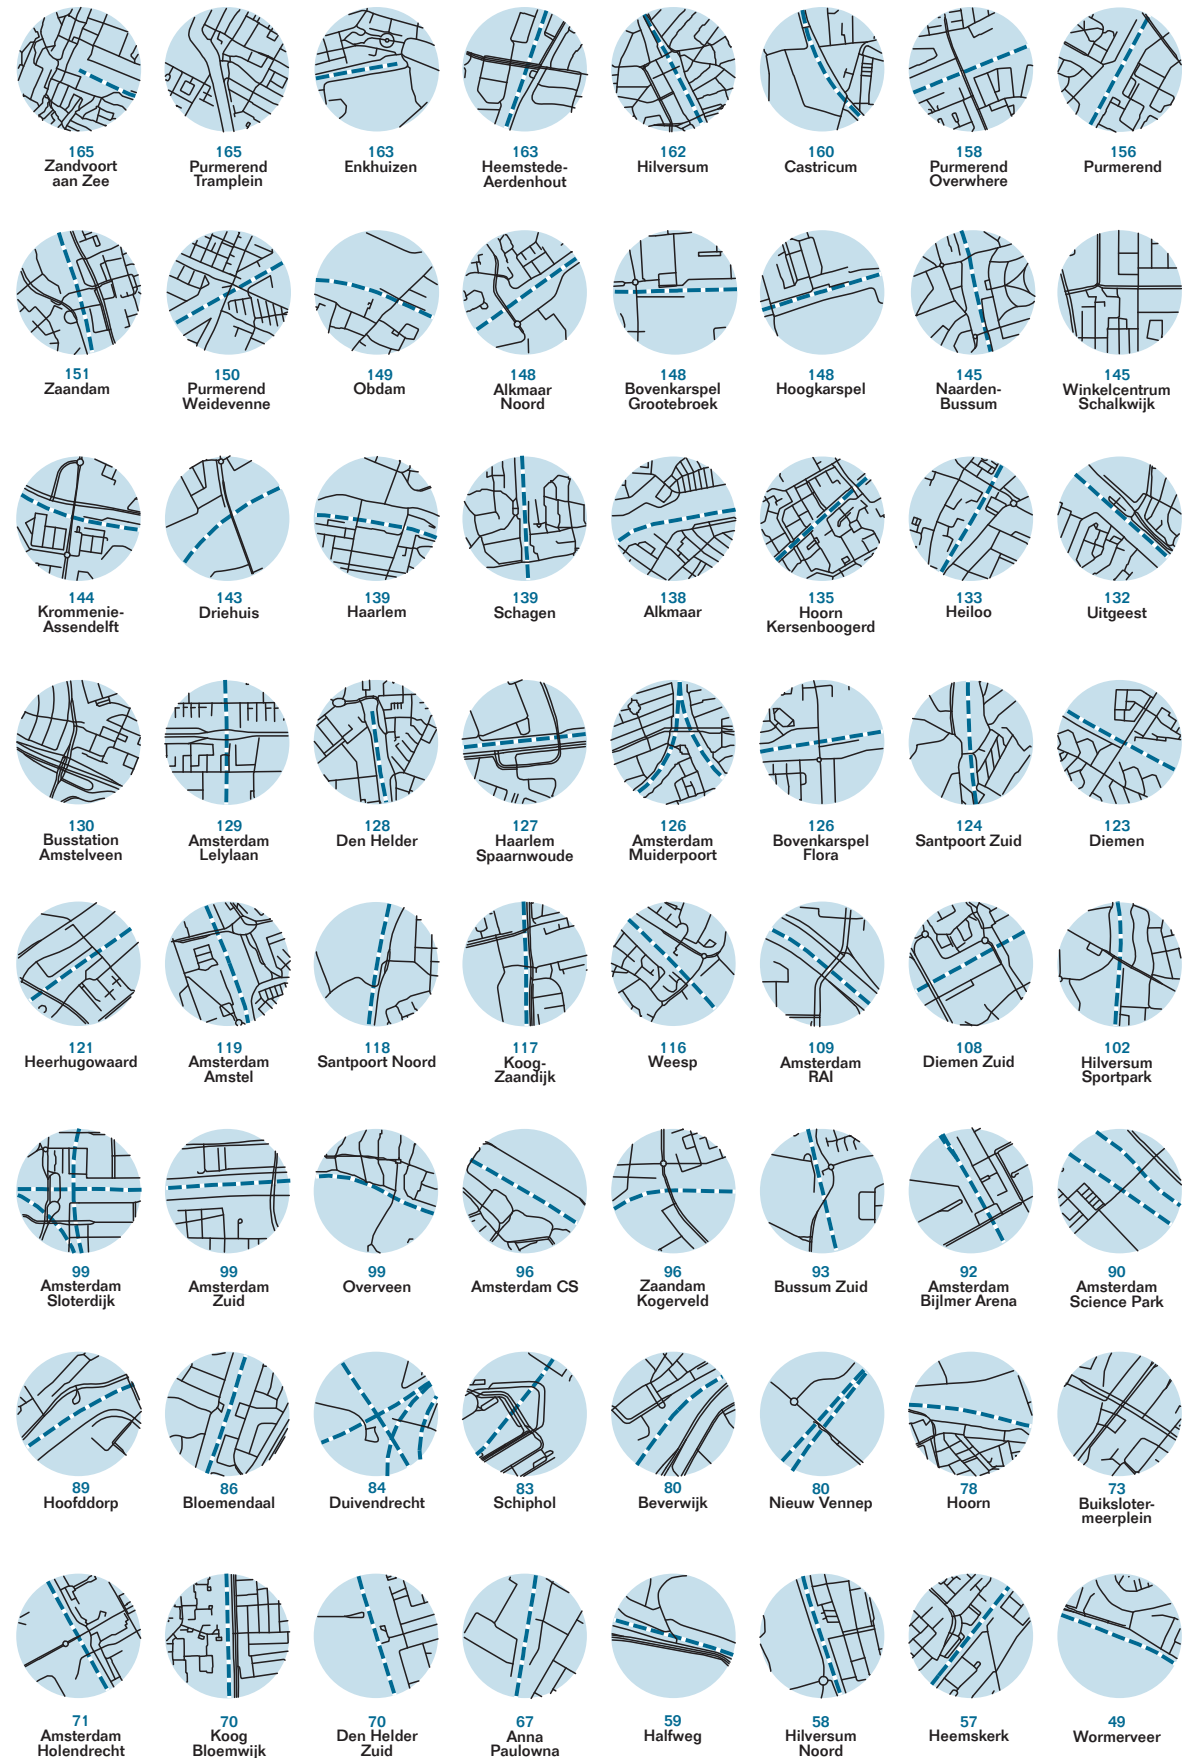 165
Zandvoort
aan Zee
165
Purmerend
Tramplein
163
Enkhuizen
163
Heemstede-
Aerdenhout
162
Hilversum
160
Castricum
158
Purmerend
Overwhere
156
Purmerend
151
Zaandam
150
Purmerend
Weidevenne
149
Obdam
148
Alkmaar
Noord
148
Bovenkarspel
Grootebroek
148
Hoogkarspel
145
Naarden-
Bussum
145
Winkelcentrum
Schalkwijk
144
Krommenie-
Assendelft
143
Driehuis
139
Haarlem
139
Schagen
138
Alkmaar
135
Hoorn
Kersenboogerd
133
Heiloo
132
Uitgeest
130
Busstation
Amstelveen
129
Amsterdam
Lelylaan
128
Den Helder
127
Haarlem
Spaarnwoude
126
Amsterdam
Muiderpoort
126
Bovenkarspel
Flora
124
Santpoort Zuid
123
Diemen
121
Heerhugowaard
119
Amsterdam
Amstel
118
Santpoort Noord
117
Koog-
Zaandijk
116
Weesp
109
Amsterdam
RAI
108
Diemen Zuid
102
Hilversum
Sportpark
99
Amsterdam
Sloterdijk
99
Amsterdam
Zuid
99
Overveen
96
Amsterdam CS
96
Zaandam
Kogerveld
93
Bussum Zuid
92
Amsterdam
Bijlmer Arena
90
Amsterdam
Science Park
89
Hoofddorp
86
Bloemendaal
84
Duivendrecht
83
Schiphol
80
Beverwijk
80
Nieuw Vennep
78
Hoorn
73
Buiksloter-
meerplein
71
Amsterdam
Holendrecht
70
Koog
Bloemwijk
70
Den Helder
Zuid
67
Anna
Paulowna
59
Halfweg
58
Hilversum
Noord
57
Heemskerk
49
Wormerveer